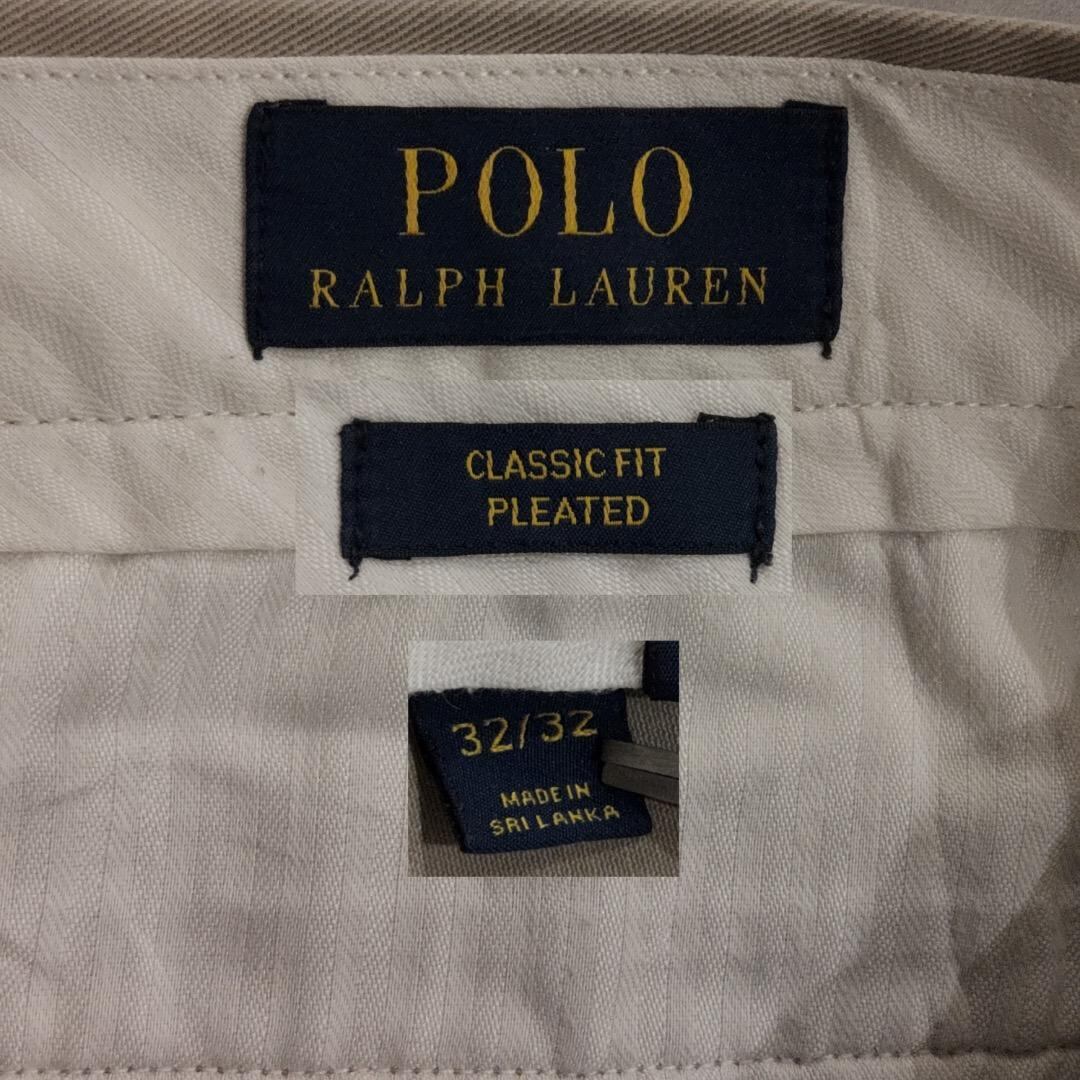 POLO
RALPH LAUREN
CLASSIC FIT
PLEATED
32/32
MADE IN
SRI LANKA